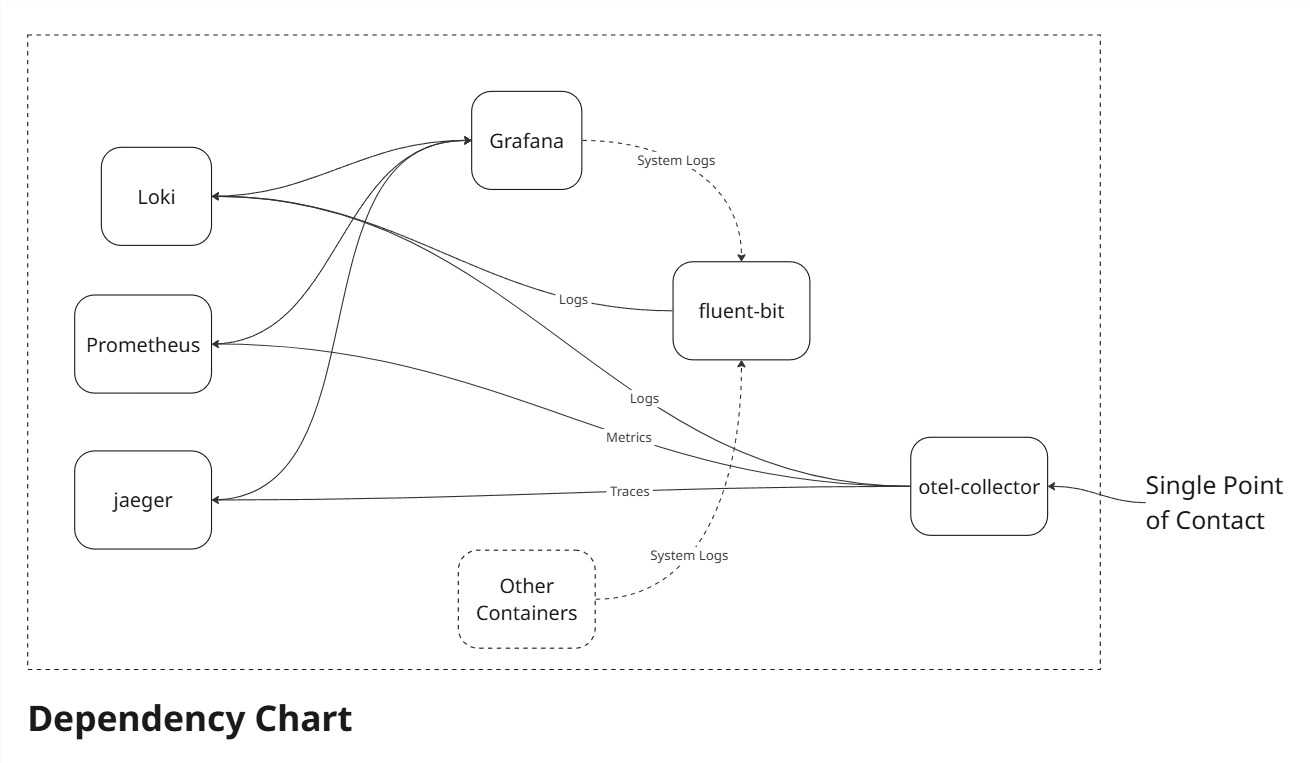 Grafana
System Logs
Loki
fluent-bit
Logs
Prometheus
Logs
Metrics
jaeger
Traces
otel-collector
Single Point
of Contact
System Logs
Other
Containers
Dependency Chart